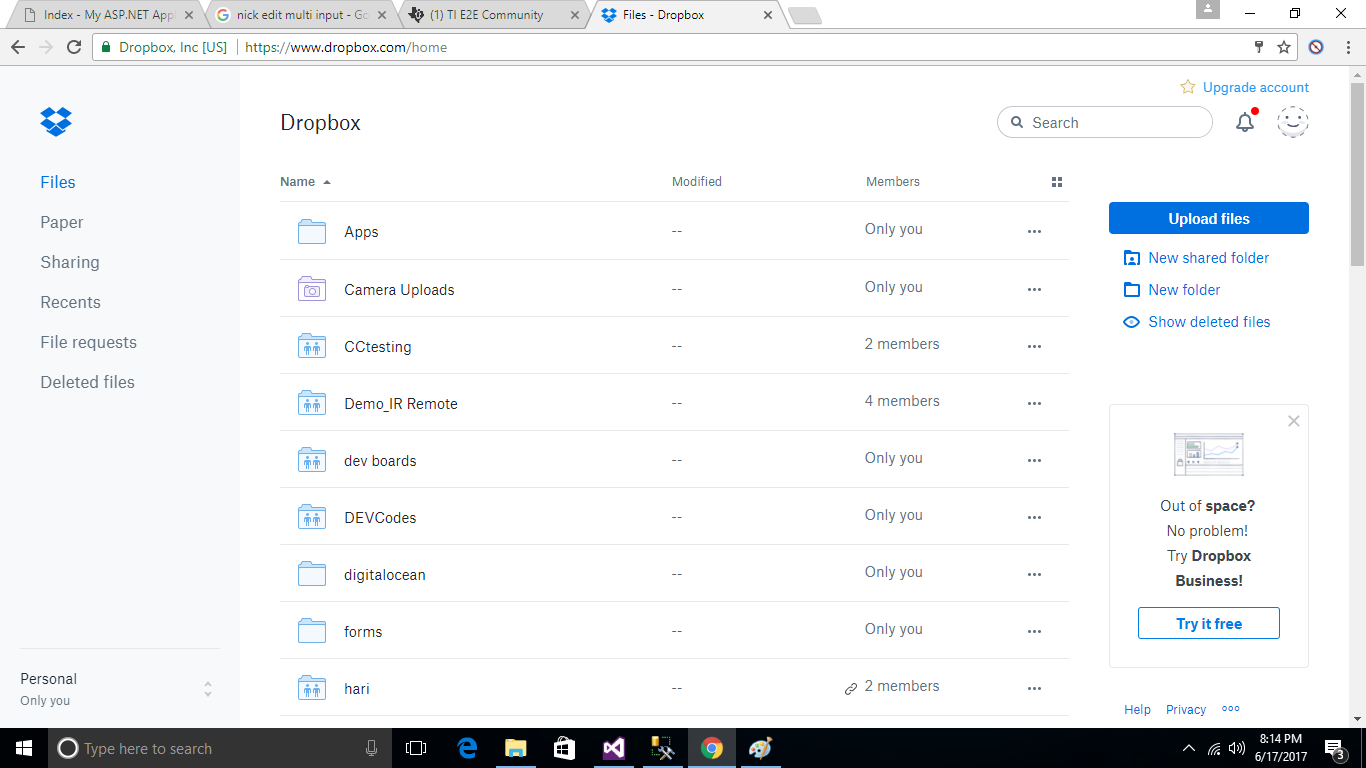 Index - My ASP.NET Appl
nick edit multi input - Go
(1) TI E2E Community
Files - Dropbox
Dropbox, Inc [US]
https://www.dropbox.com/home
Upgrade account
Dropbox
Search
Files
Paper
Sharing
Recents
File requests
Deleted files
Name Modified Members
Apps -- Only you
Camera Uploads -- Only you
CCtesting -- 2 members
Demo_IR Remote -- 4 members
dev boards -- Only you
DEVCodes -- Only you
digitalocean -- Only you
forms -- Only you
hari -- 2 members
Upload files
New shared folder
New folder
Show deleted files
Out of space?
No problem!
Try Dropbox
Business!
Try it free
Personal
Only you
Help Privacy
Type here to search
8:14 PM
6/17/2017
3